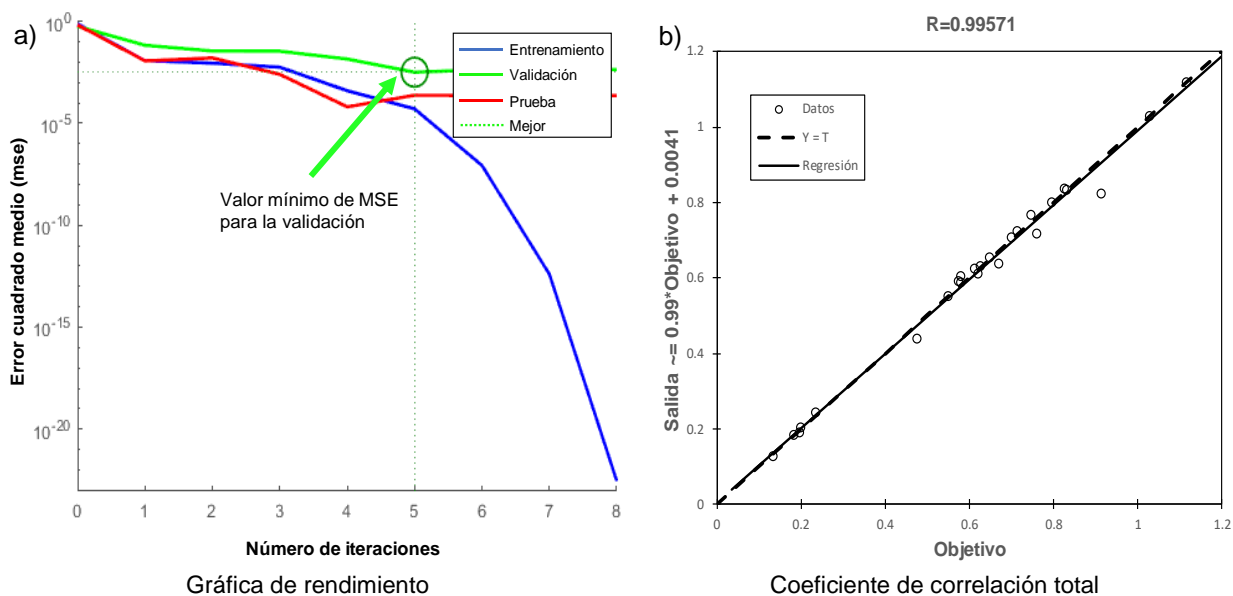 a)
Error cuadrado medio (mse)
10^0
10^-5
10^-10
10^-15
10^-20
Entrenamiento
Validación
Prueba
Mejor
Valor mínimo de MSE
para la validación
0 1 2 3 4 5 6 7 8
Número de iteraciones
Gráfica de rendimiento
b)
R=0.99571
Salida ~= 0.99*Objetivo + 0.0041
1.2
1
0.8
0.6
0.4
0.2
0
Datos
Y = T
Regresión
0 0.2 0.4 0.6 0.8 1 1.2
Objetivo
Coeficiente de correlación total